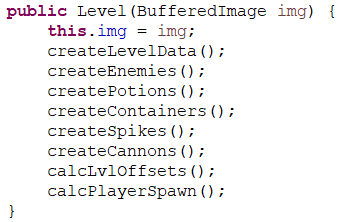 public Level(BufferedImage img) {
    this.img = img;
    createLevelData();
    createEnemies();
    createPotions();
    createContainers();
    createSpikes();
    createCannons();
    calcLvlOffsets();
    calcPlayerSpawn();
}